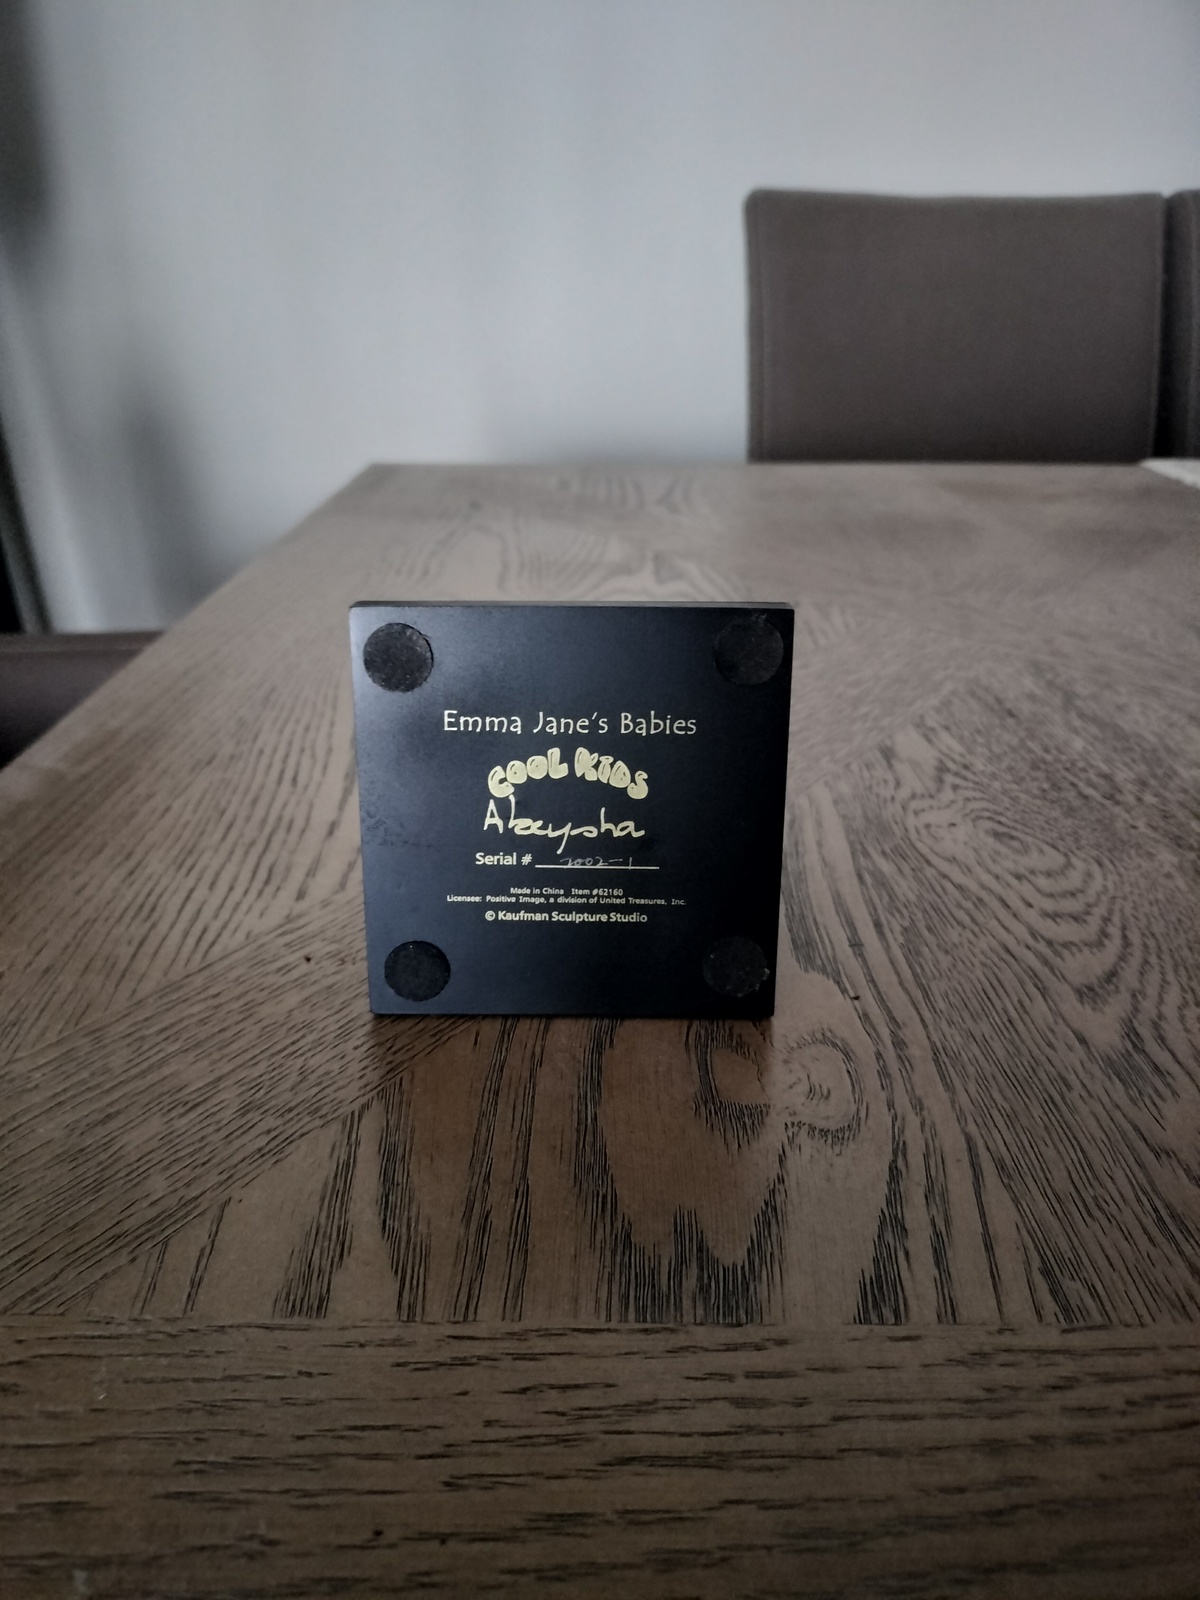 Emma Jane's Babies
COOL KIDS
Serial # 2002-1
Made in China Item #62160
Licensee: Positive Image, a division of United Treasures, Inc.
© Kaufman Sculpture Studio